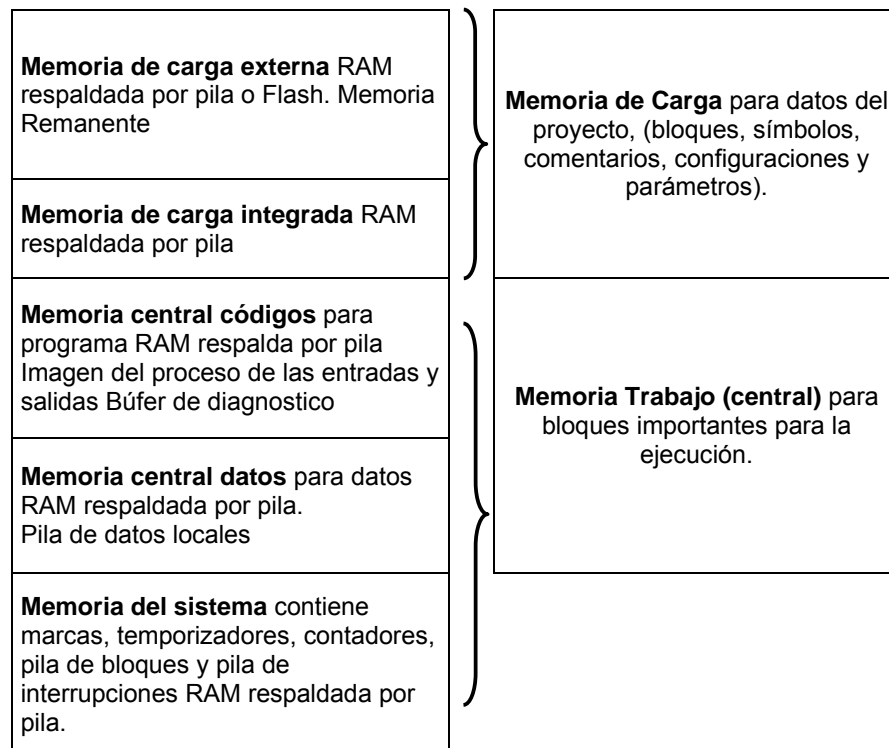 Memoria de carga externa RAM
respaldada por pila o Flash. Memoria
Remanente
Memoria de carga integrada RAM
respaldada por pila
Memoria central códigos para
programa RAM respalda por pila
Imagen del proceso de las entradas y
salidas Búfer de diagnostico
Memoria central datos para datos
RAM respaldada por pila.
Pila de datos locales
Memoria del sistema contiene
marcas, temporizadores, contadores,
pila de bloques y pila de
interrupciones RAM respaldada por
pila.
Memoria de Carga para datos del
proyecto, (bloques, símbolos,
comentarios, configuraciones y
parámetros).
Memoria Trabajo (central) para
bloques importantes para la
ejecución.